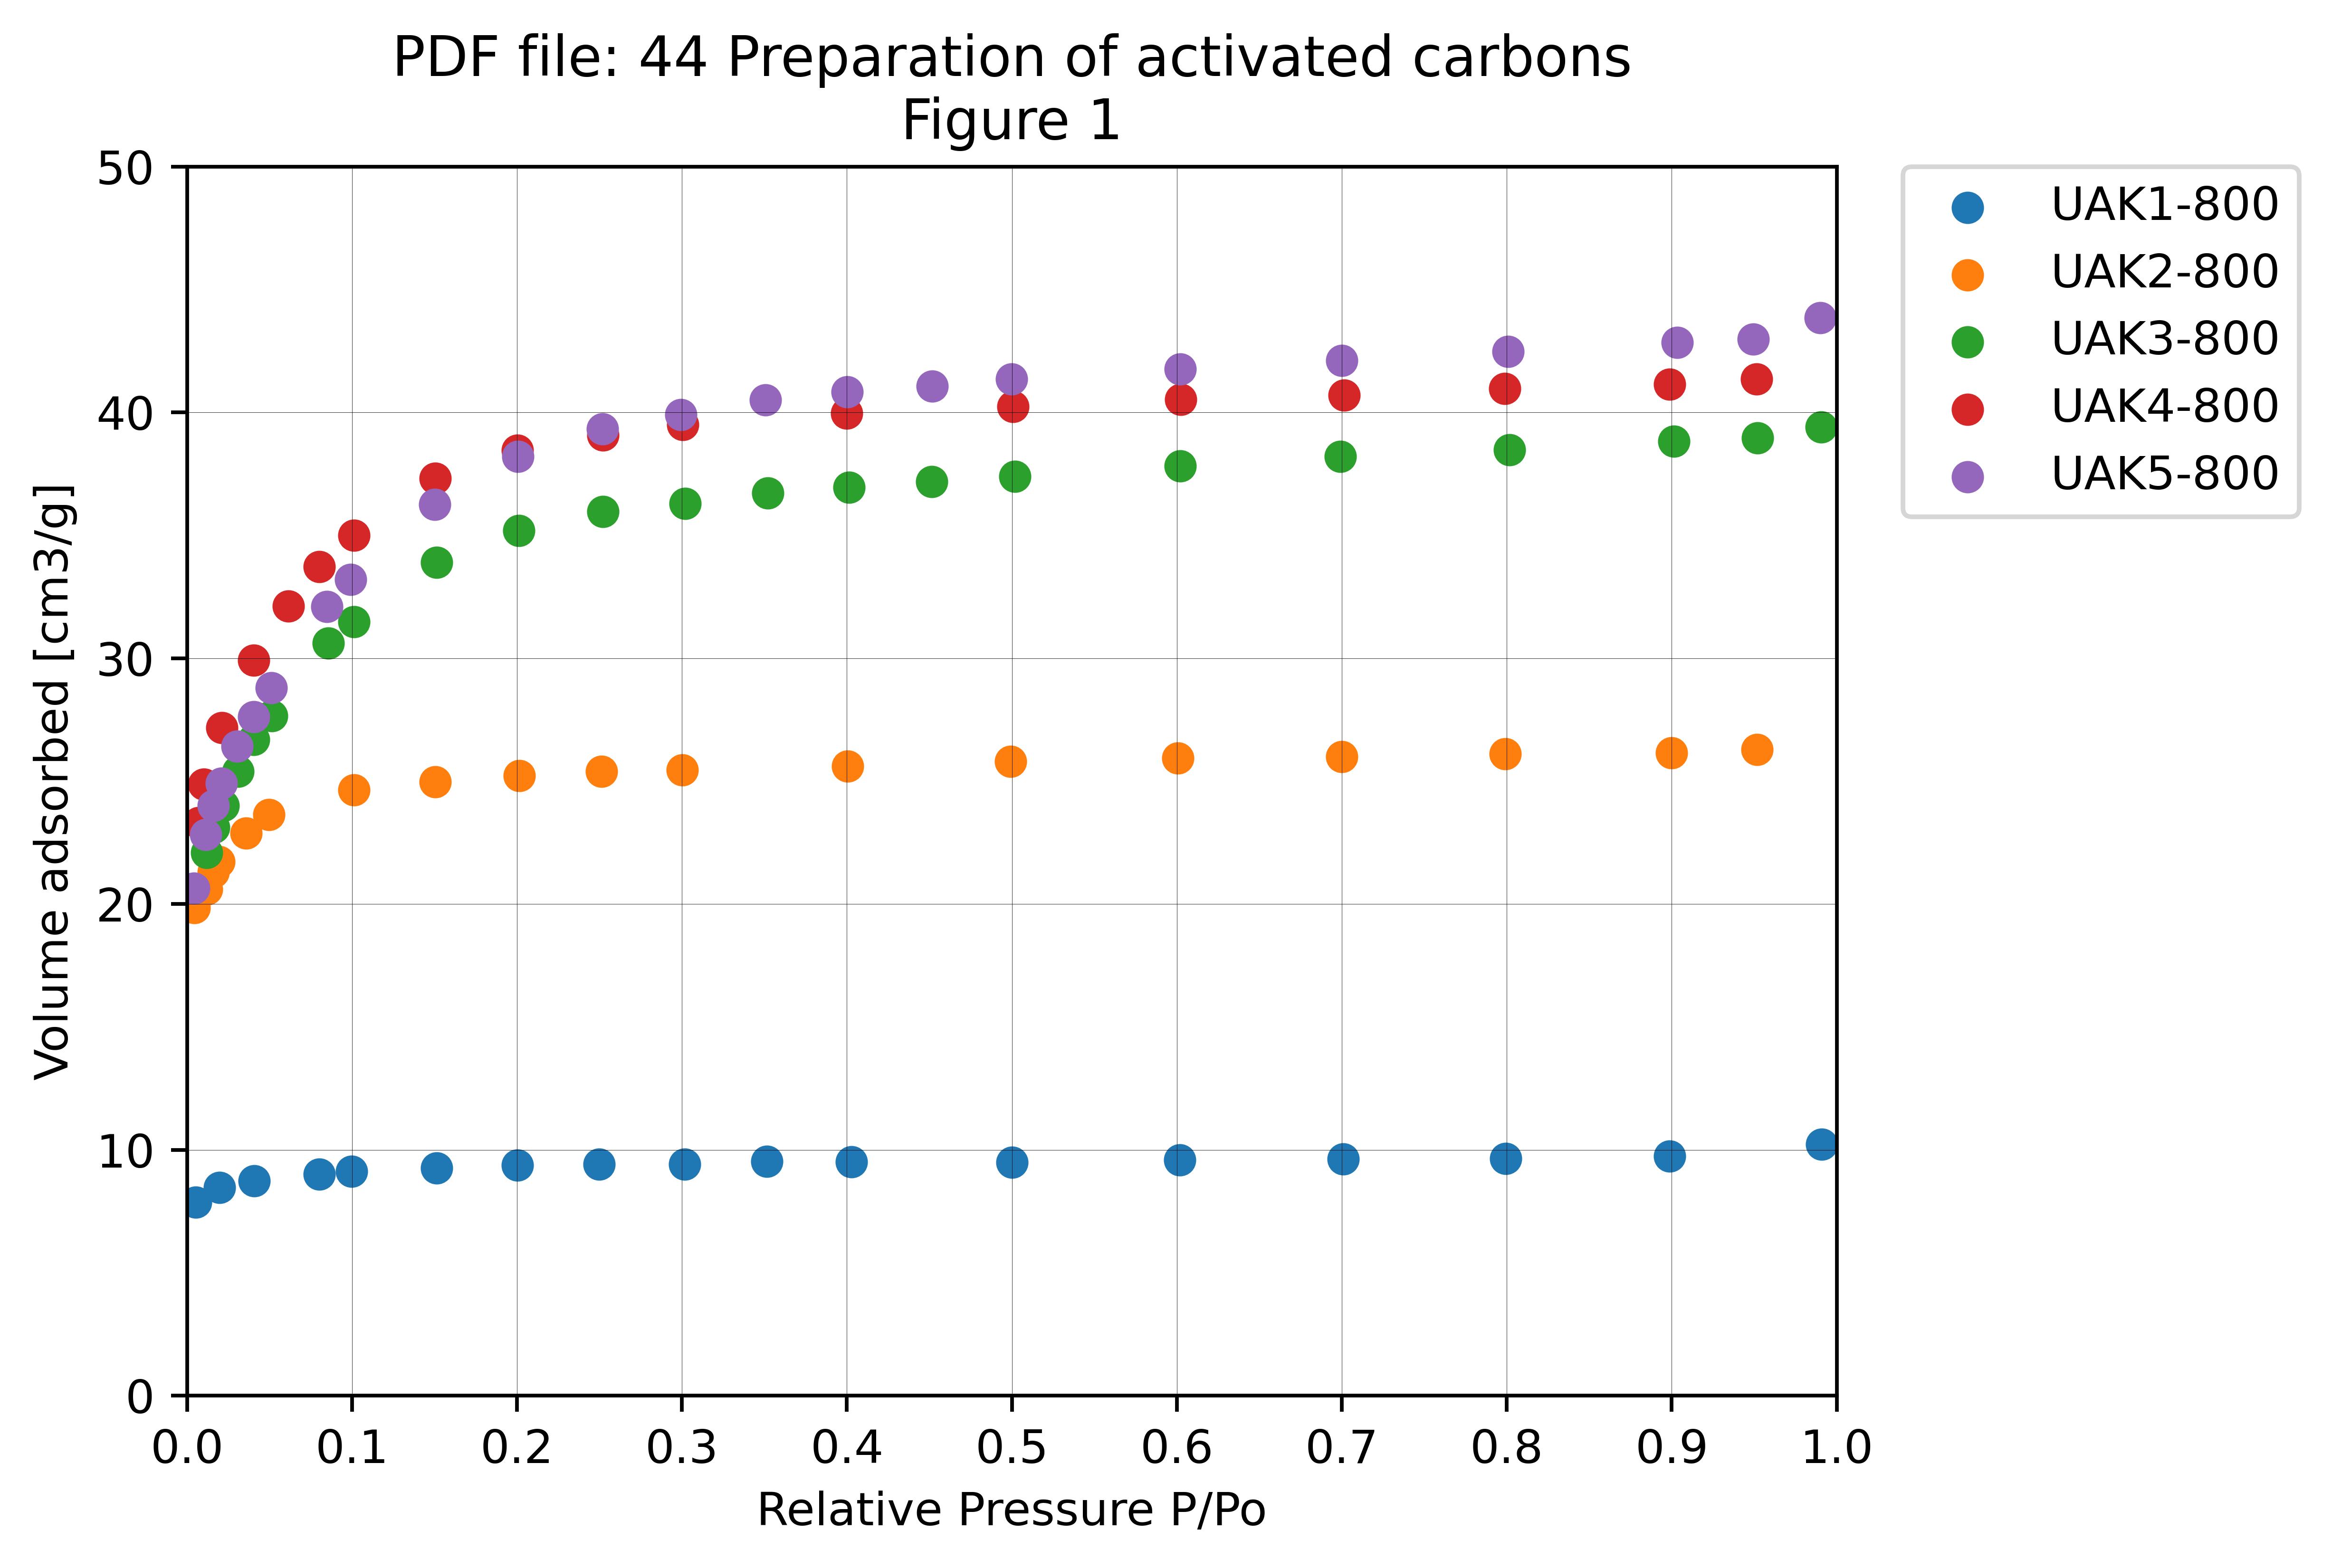 PDF file: 44 Preparation of activated carbons
Figure 1
50
40
30
20
10
0
Volume adsorbed [cm3/g]
0.0 0.1 0.2 0.3 0.4 0.5 0.6 0.7 0.8 0.9 1.0
Relative Pressure P/Po
UAK1-800
UAK2-800
UAK3-800
UAK4-800
UAK5-800